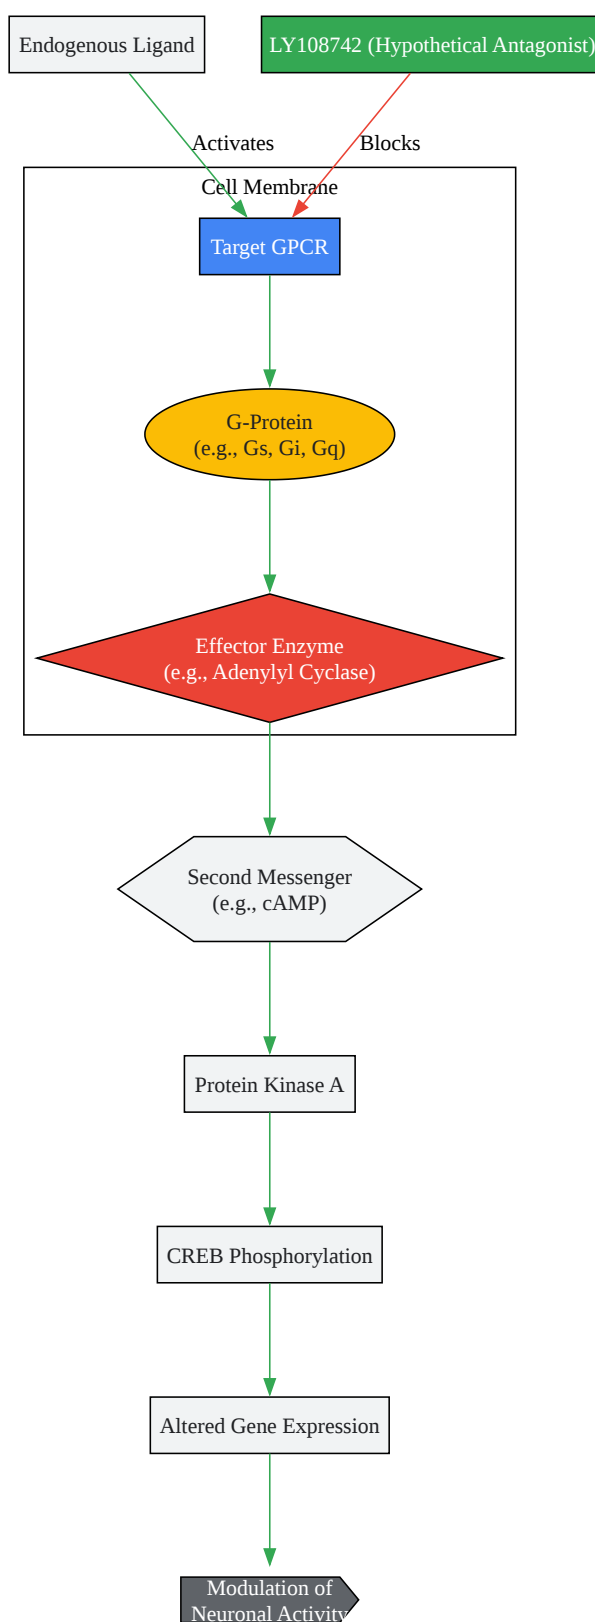 Endogenous Ligand
LY108742 (Hypothetical Antagonist)
Activates
Blocks
Cell Membrane
Target GPCR
G-Protein
(e.g., Gs, Gi, Gq)
Effector Enzyme
(e.g., Adenylyl Cyclase)
Second Messenger
(e.g., cAMP)
Protein Kinase A
CREB Phosphorylation
Altered Gene Expression
Modulation of
Neuronal Activity